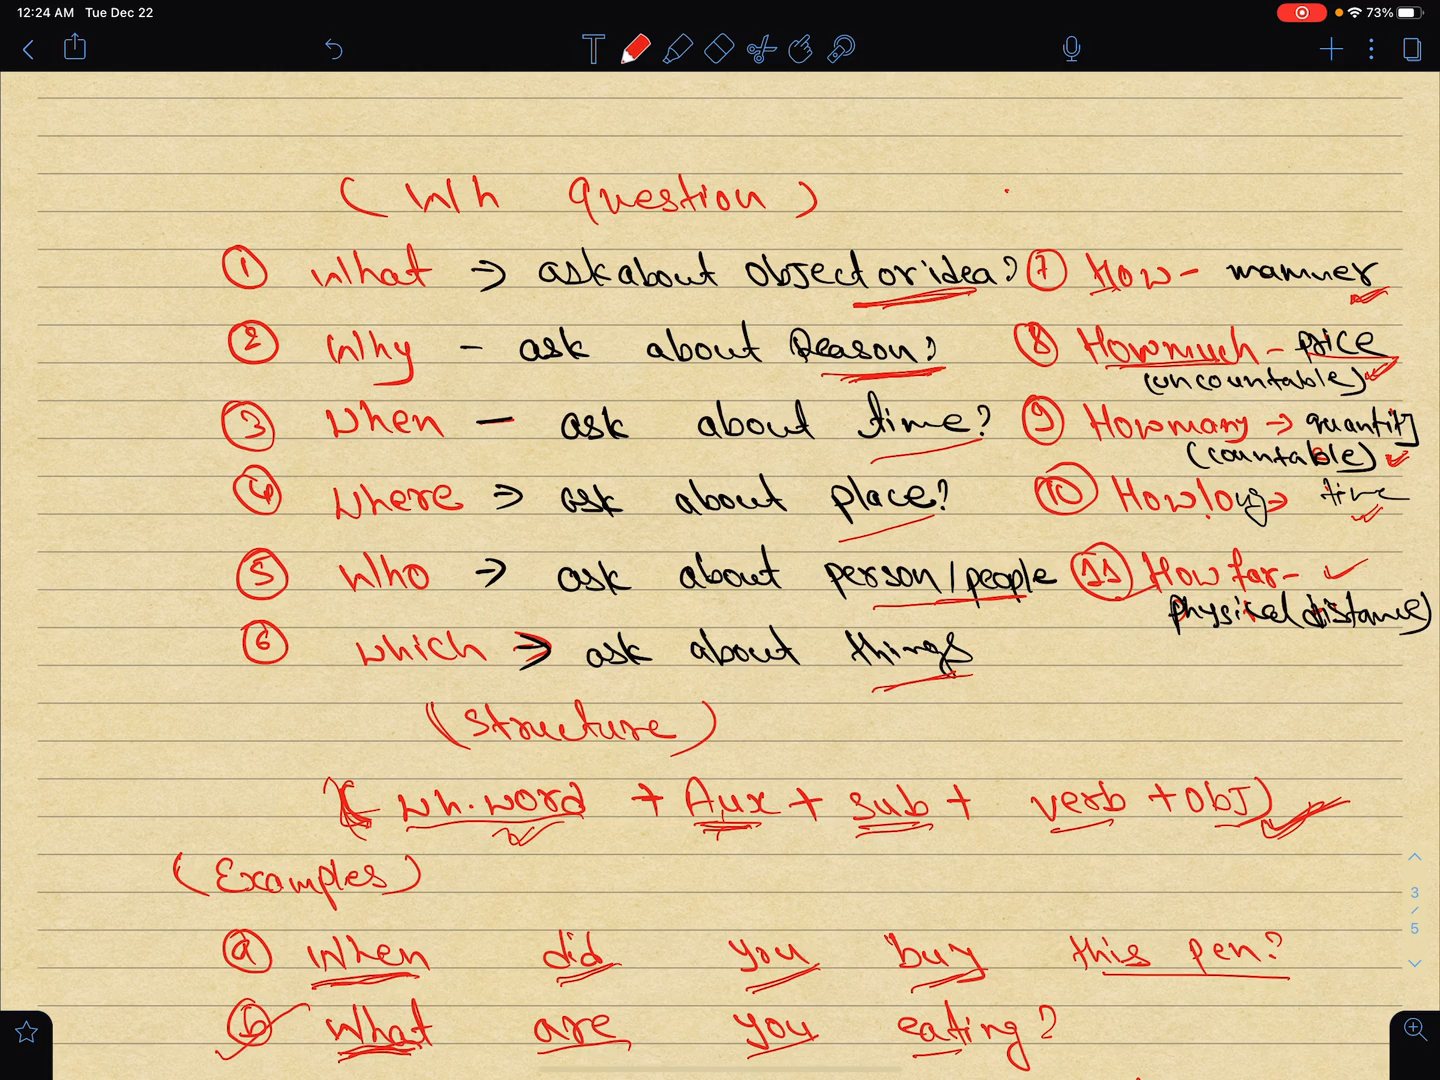 12:24 AM Tue Dec 22
73%
(Wh Question)
① What → ask about object or idea?
② Why - ask about Reason?
③ When - ask about time?
④ Where → ask about place?
⑤ Who → ask about person/people
⑥ which → ask about things
⑦ How - manner
⑧ How much - price
(uncountable)
⑨ How many → quantity
(countable)
⑩ How long → time
⑪ How far -
physical distance)
(Structure)
(wh.word + Aux + sub + verb + Obj)
(Examples)
ⓐ When did you buy this pen?
ⓑ What are you eating?
3
/
5